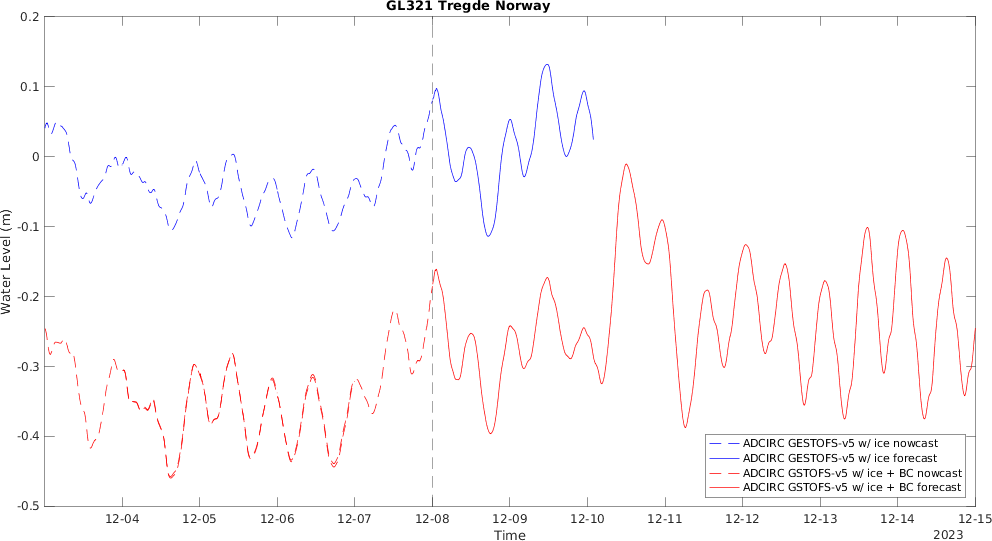 GL321 Tregde Norway
0.2
0.1
0
-0.1
-0.2
-0.3
-0.4
-0.5
Water Level (m)
12-04 12-05 12-06 12-07 12-08 12-09 12-10 12-11 12-12 12-13 12-14 12-15
Time
2023
ADCIRC GESTOFS-v5 w/ ice nowcast
ADCIRC GESTOFS-v5 w/ ice forecast
ADCIRC GSTOFS-v5 w/ ice + BC nowcast
ADCIRC GSTOFS-v5 w/ ice + BC forecast